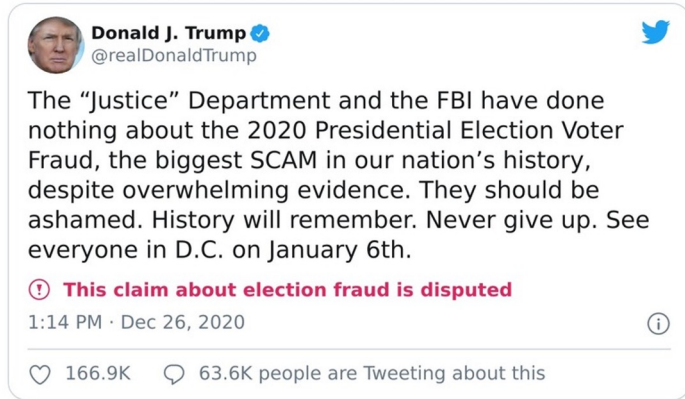 Donald J. Trump
@realDonaldTrump
The “Justice” Department and the FBI have done
nothing about the 2020 Presidential Election Voter
Fraud, the biggest SCAM in our nation’s history,
despite overwhelming evidence. They should be
ashamed. History will remember. Never give up. See
everyone in D.C. on January 6th.
This claim about election fraud is disputed
1:14 PM · Dec 26, 2020
166.9K 63.6K people are Tweeting about this